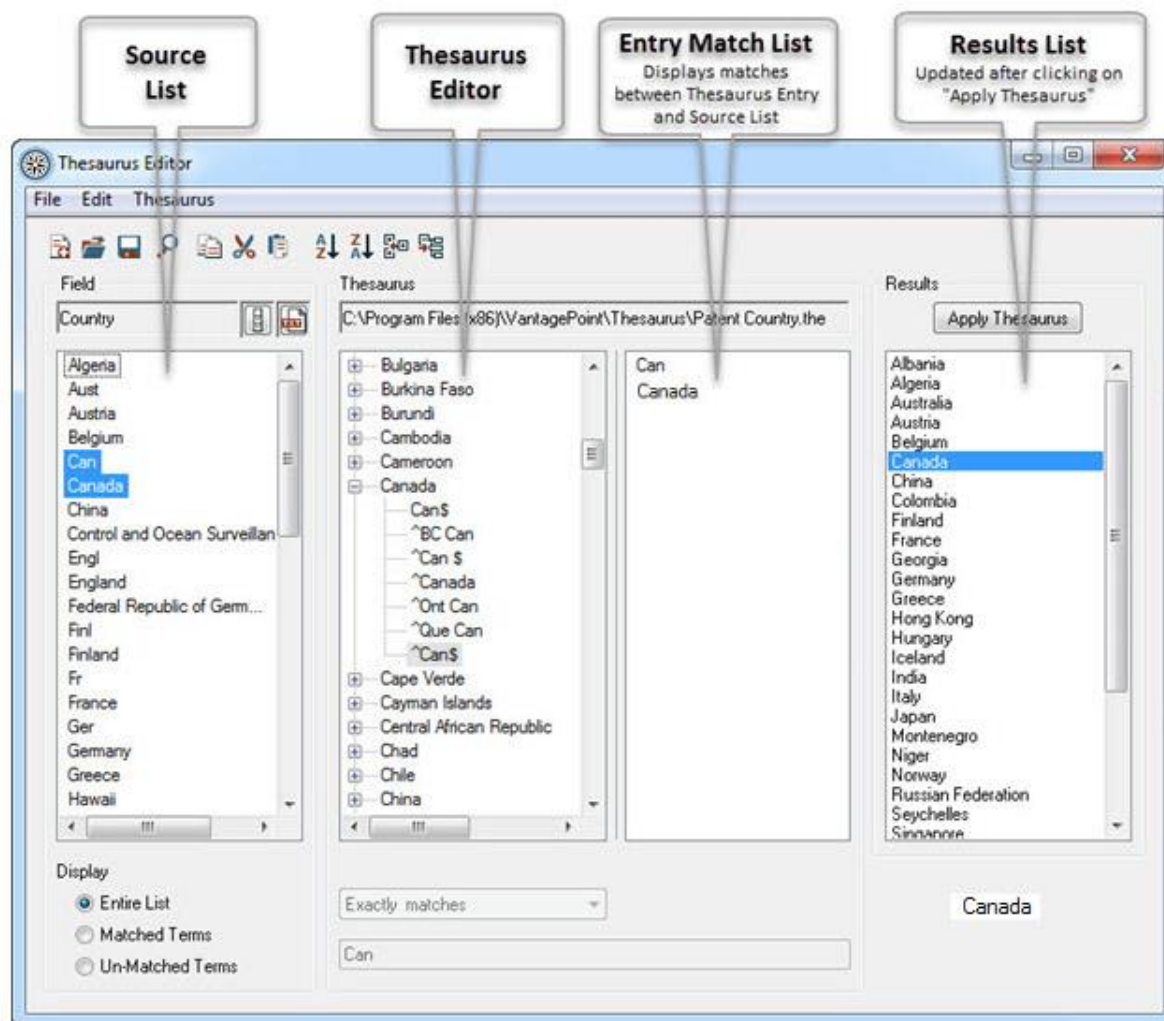 Source
List
Thesaurus
Editor
Entry Match List
Displays matches
between Thesaurus Entry
and Source List
Results List
Updated after clicking on
"Apply Thesaurus"
Thesaurus Editor
File Edit Thesaurus
Field
Country
Algeria
Aust
Austria
Belgium
Can
Canada
China
Control and Ocean Surveillan
Engl
England
Federal Republic of Germ...
Finl
Finland
Fr
France
Ger
Germany
Greece
Hawaii
Display
Entire List
Matched Terms
Un-Matched Terms
Thesaurus
C:\Program Files (x86)\VantagePoint\Thesaurus\Patent Country.the
Bulgaria
Burkina Faso
Burundi
Cambodia
Cameroon
Canada
Can$
^BC Can
^Can $
^Canada
^Ont Can
^Que Can
^Can$
Cape Verde
Cayman Islands
Central African Republic
Chad
Chile
China
Can
Canada
Exactly matches
Can
Results
Apply Thesaurus
Albania
Algeria
Australia
Austria
Belgium
Canada
China
Colombia
Finland
France
Georgia
Germany
Greece
Hong Kong
Hungary
Iceland
India
Italy
Japan
Montenegro
Niger
Norway
Russian Federation
Seychelles
Singapore
Canada